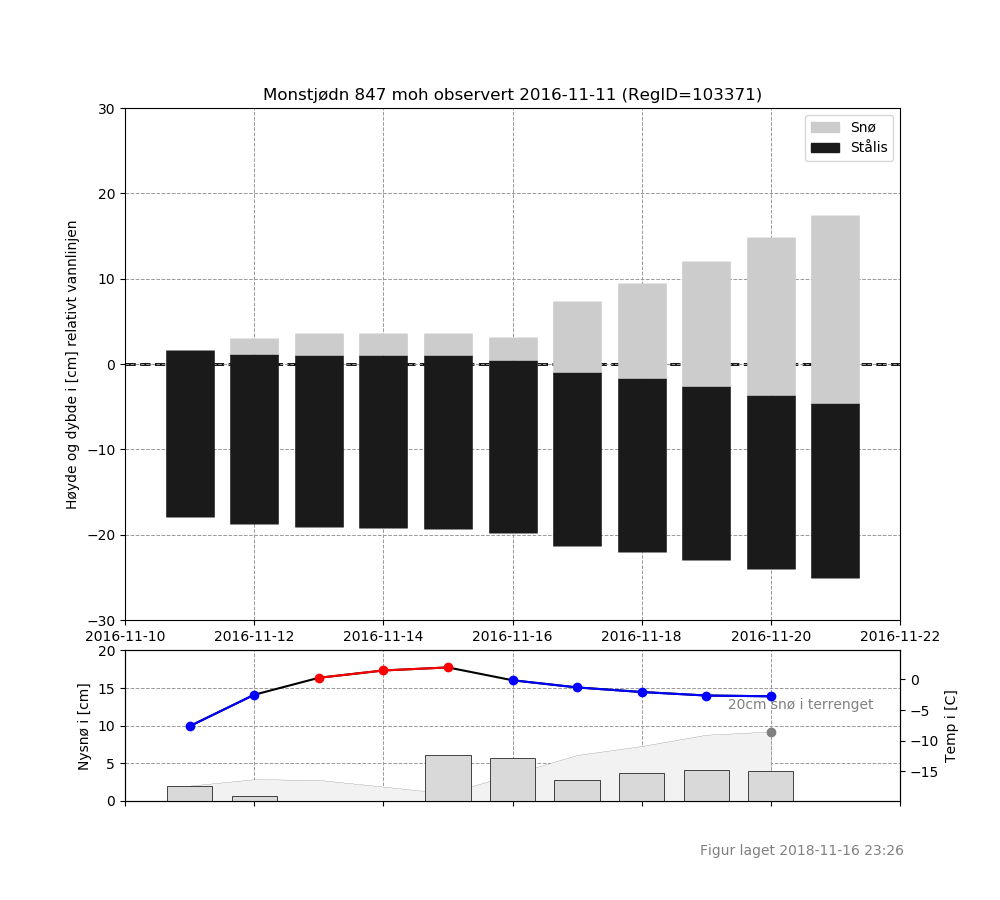 Monstjødn 847 moh observert 2016-11-11 (RegID=103371)
Snø
Stålis
Høyde og dybde i [cm] relativt vannlinjen
30
20
10
0
−10
−20
−30
2016-11-10 2016-11-12 2016-11-14 2016-11-16 2016-11-18 2016-11-20 2016-11-22
Nysnø i [cm]
20
15
10
5
0
20cm snø i terrenget
0
−5
−10
−15
Temp i [C]
Figur laget 2018-11-16 23:26